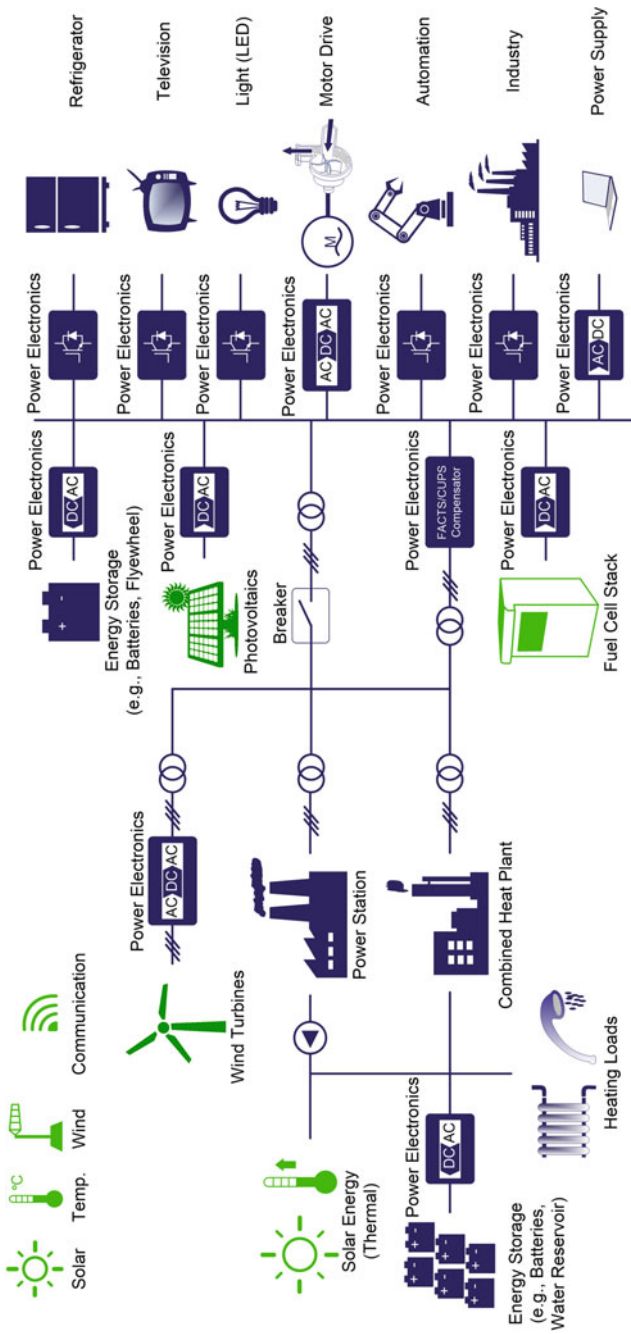 Solar
Temp.
°C
Wind
Communication
Wind Turbines
Power Electronics
AC DC AC
Energy Storage
(e.g., Batteries, Flywheel)
Power Electronics
DC AC
Power Electronics
Refrigerator
Photovoltaics
Power Electronics
DC AC
Power Electronics
Television
Power Electronics
Light (LED)
Solar Energy
(Thermal)
Power Station
Breaker
Power Electronics
AC DC AC
M
Motor Drive
Energy Storage
(e.g., Batteries,
Water Reservoir)
Power Electronics
DC AC
Combined Heat Plant
Power Electronics
FACTS/CUPS
Compensator
Power Electronics
Automation
Heating Loads
Fuel Cell Stack
Power Electronics
DC AC
Power Electronics
Industry
Power Electronics
AC DC
Power Supply